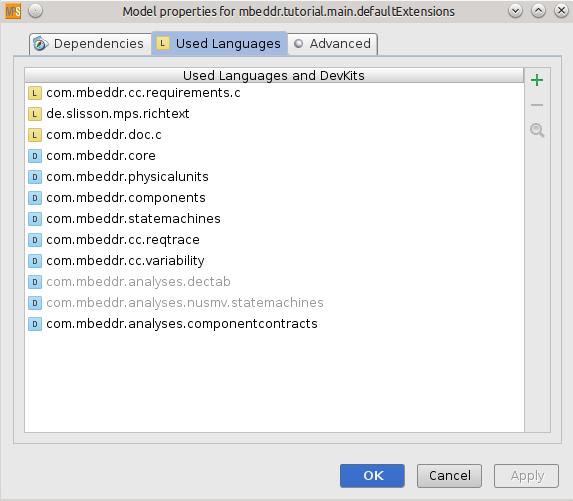 MS
Model properties for mbeddr.tutorial.main.defaultExtensions
Dependencies
L Used Languages
Advanced
Used Languages and DevKits
L com.mbeddr.cc.requirements.c
L de.slisson.mps.richtext
L com.mbeddr.doc.c
D com.mbeddr.core
D com.mbeddr.physicalunits
D com.mbeddr.components
D com.mbeddr.statemachines
D com.mbeddr.cc.reqtrace
D com.mbeddr.cc.variability
D com.mbeddr.analyses.dectab
D com.mbeddr.analyses.nusmv.statemachines
D com.mbeddr.analyses.componentcontracts
OK
Cancel
Apply